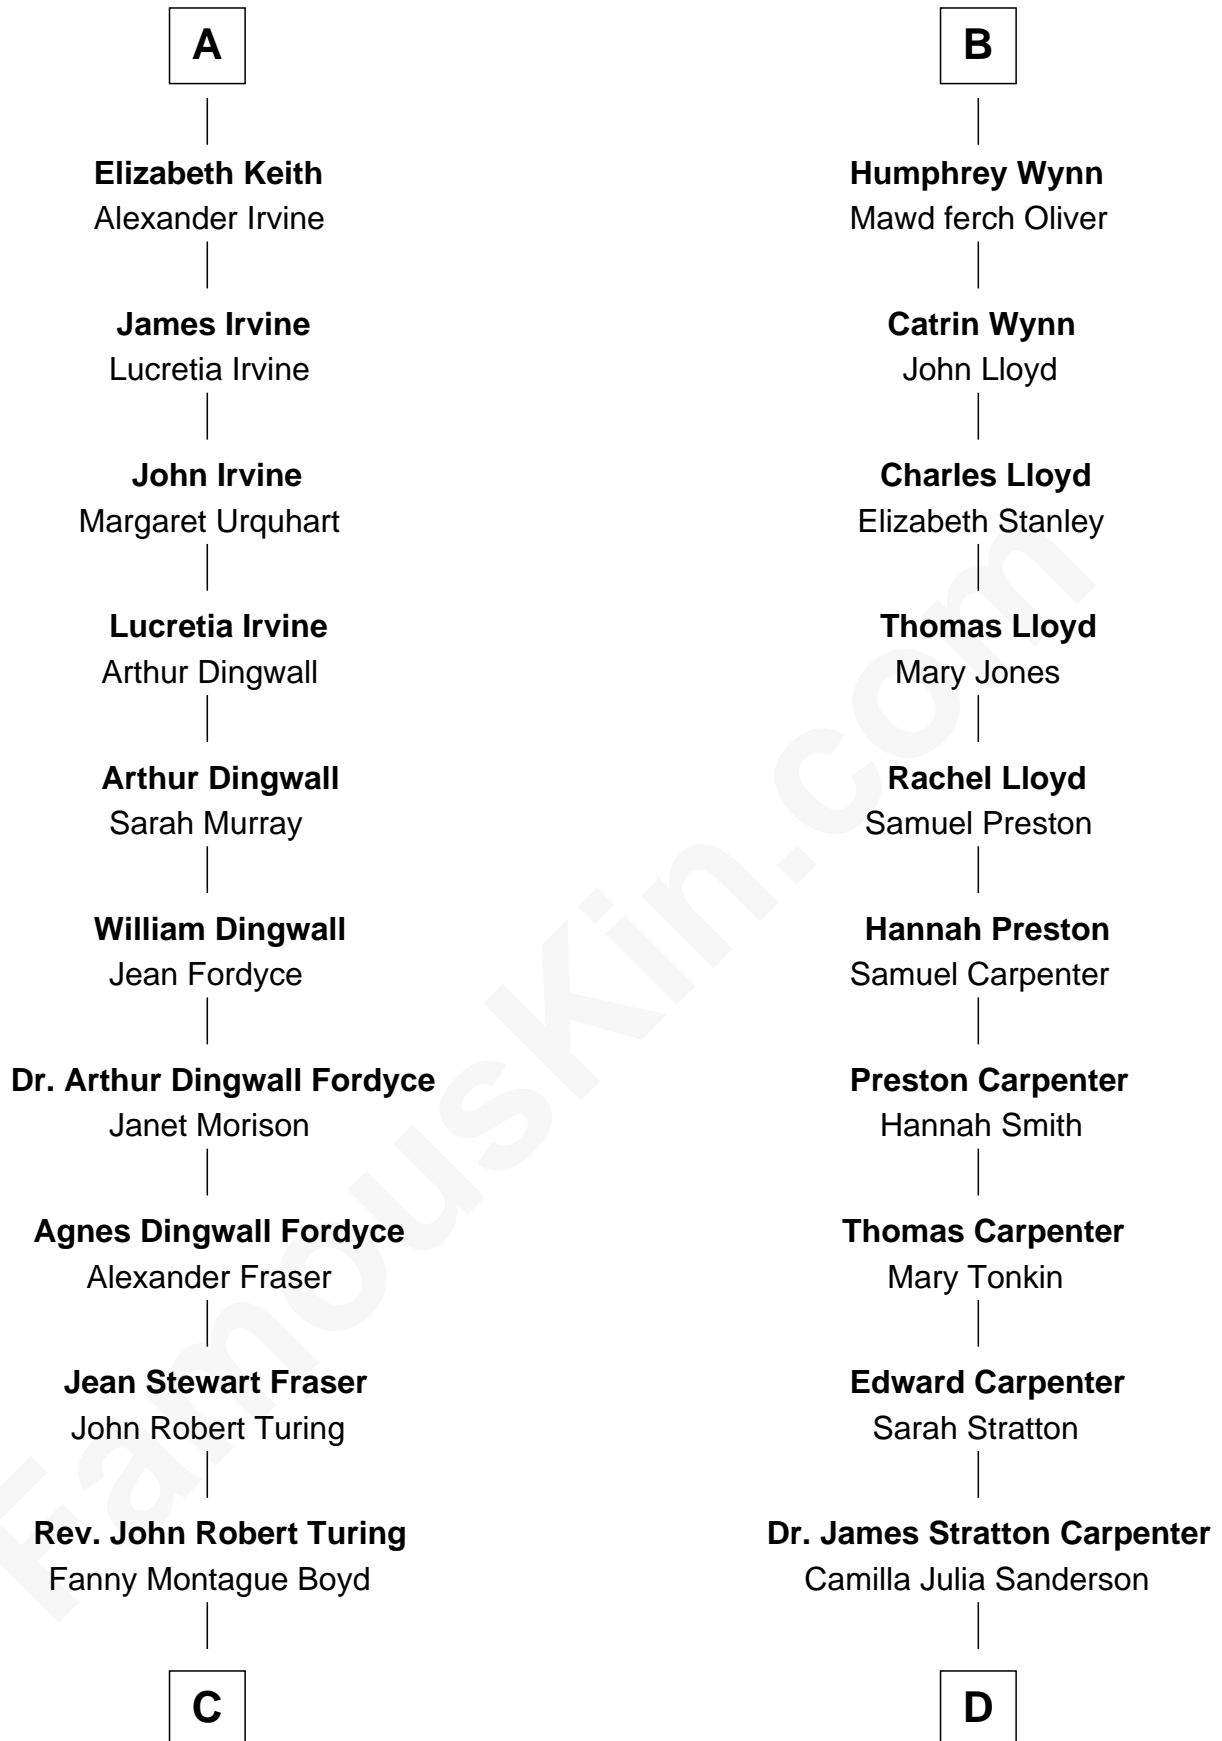 A
Elizabeth Keith
Alexander Irvine
James Irvine
Lucretia Irvine
John Irvine
Margaret Urquhart
Lucretia Irvine
Arthur Dingwall
Arthur Dingwall
Sarah Murray
William Dingwall
Jean Fordyce
Dr. Arthur Dingwall Fordyce
Janet Morison
Agnes Dingwall Fordyce
Alexander Fraser
Jean Stewart Fraser
John Robert Turing
Rev. John Robert Turing
Fanny Montague Boyd
C
B
Humphrey Wynn
Mawd ferch Oliver
Catrin Wynn
John Lloyd
Charles Lloyd
Elizabeth Stanley
Thomas Lloyd
Mary Jones
Rachel Lloyd
Samuel Preston
Hannah Preston
Samuel Carpenter
Preston Carpenter
Hannah Smith
Thomas Carpenter
Mary Tonkin
Edward Carpenter
Sarah Stratton
Dr. James Stratton Carpenter
Camilla Julia Sanderson
D
FamousKin.com